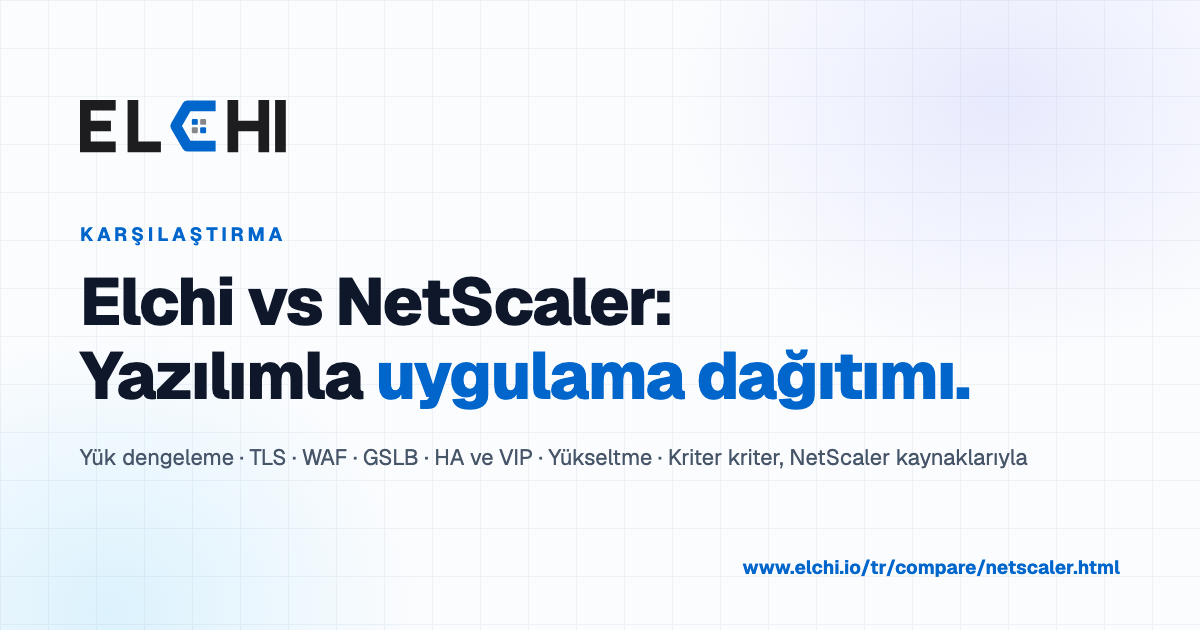 ELCHI
KARŞILAŞTIRMA
Elchi vs NetScaler:
Yazılımla uygulama dağıtımı.
Yük dengeleme · TLS · WAF · GSLB · HA ve VIP · Yükseltme · Kriter kriter, NetScaler kaynaklarıyla
www.elchi.io/tr/compare/netscaler.html